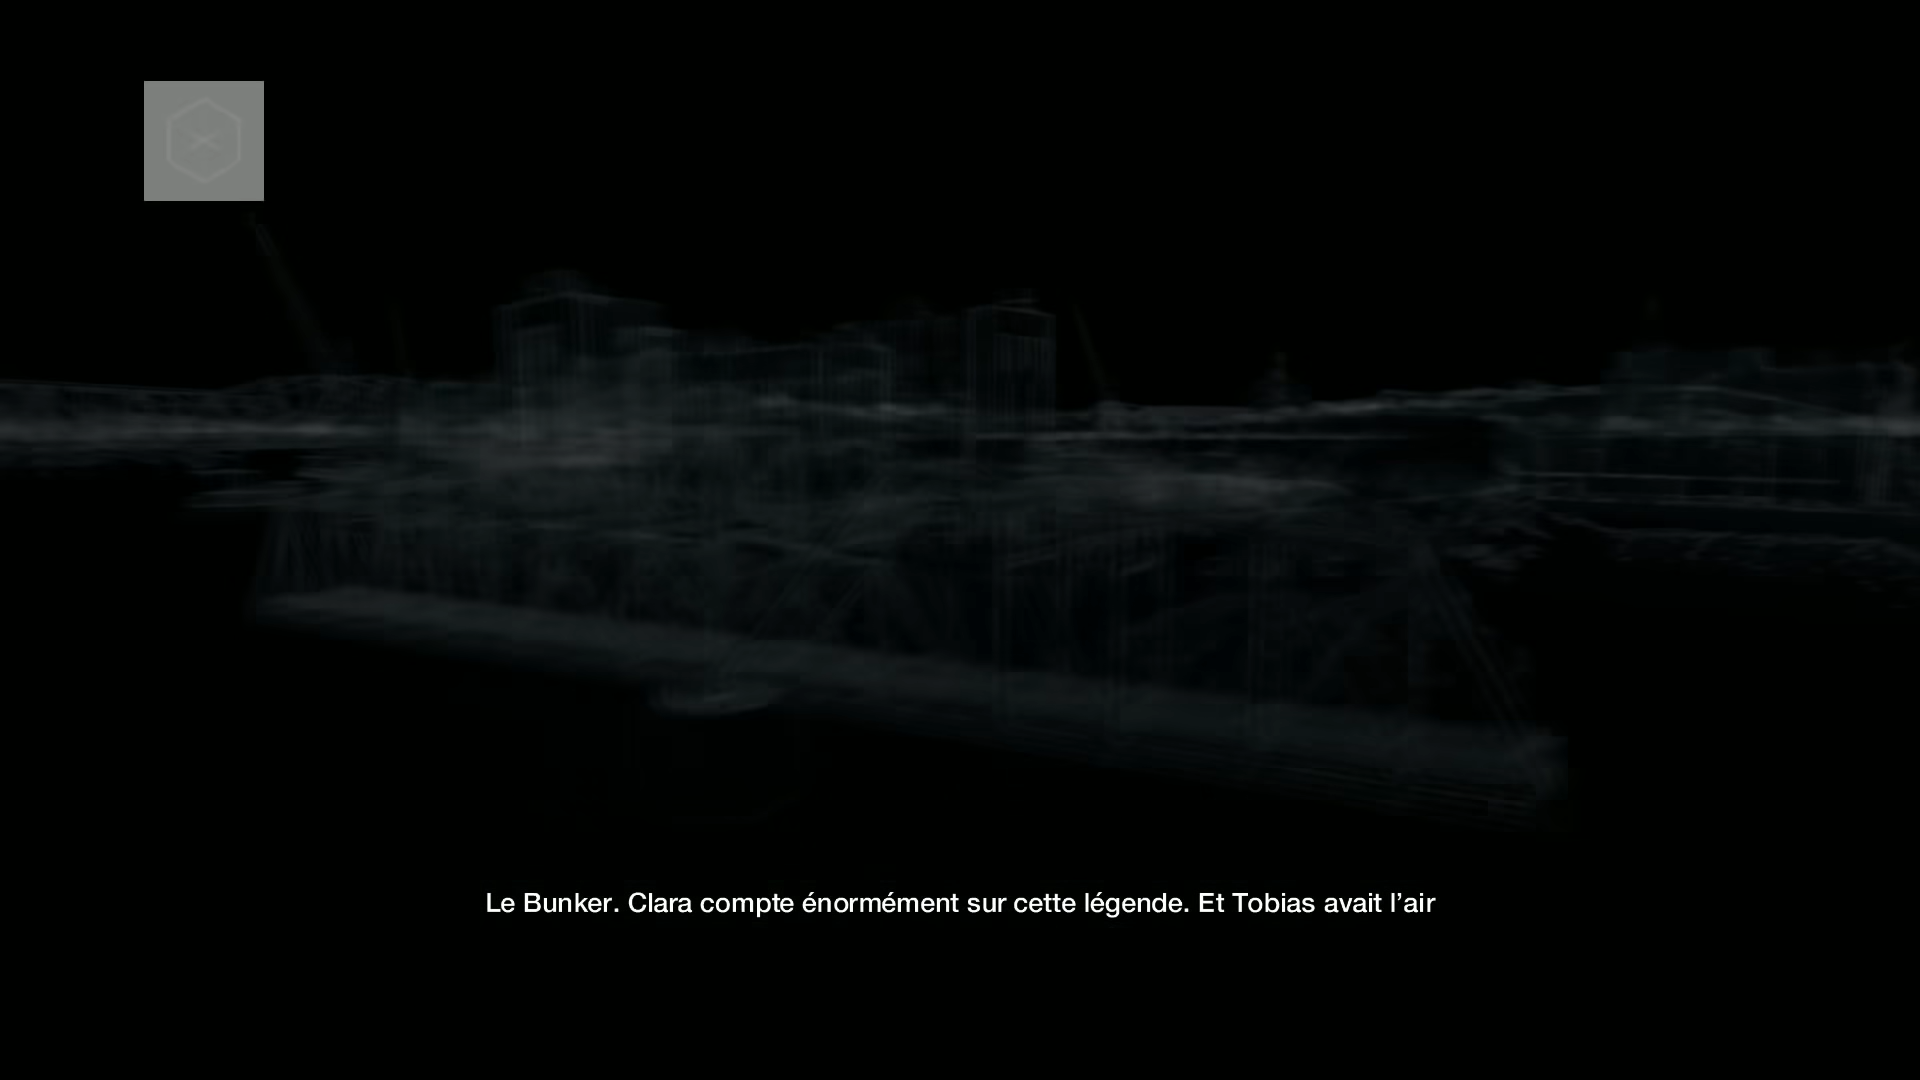 Le Bunker. Clara compte énormément sur cette légende. Et Tobias avait l’air